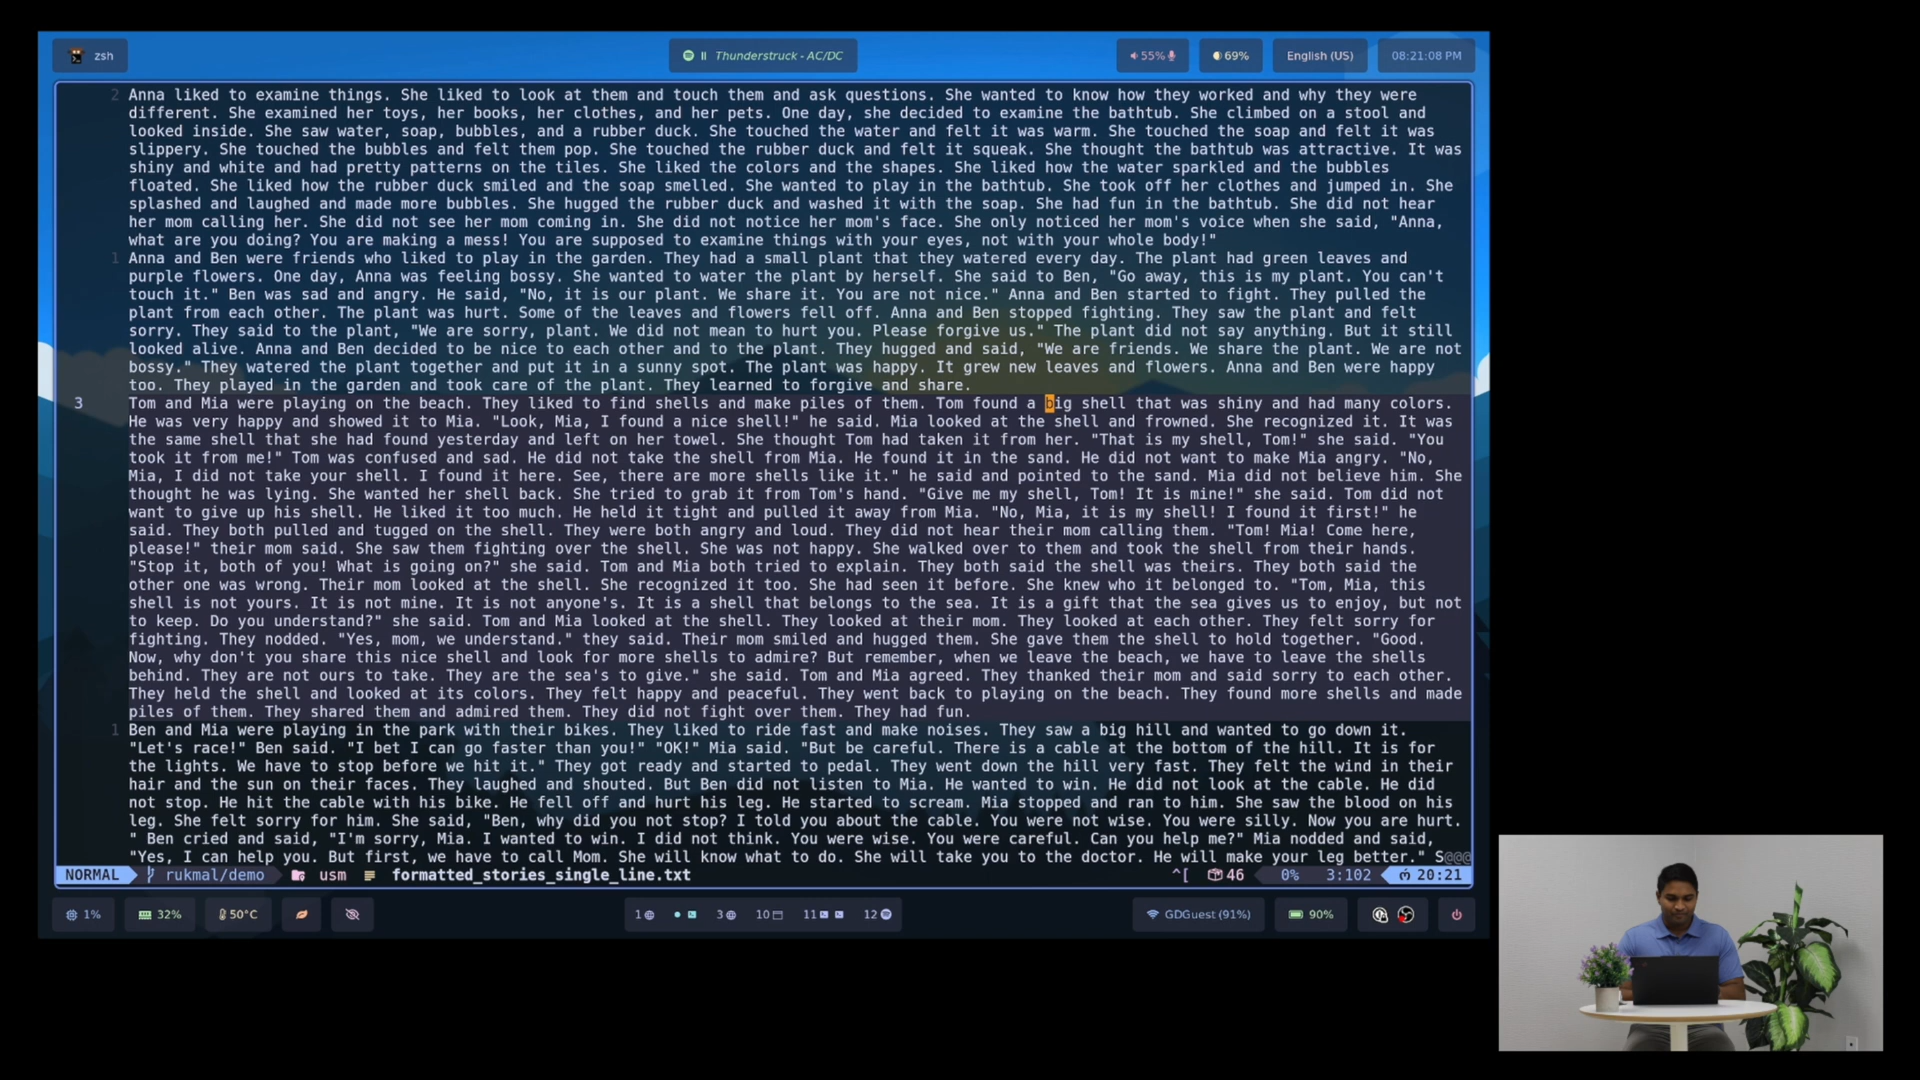 zsh
Thunderstruck - AC/DC
55%
69%
English (US)
08:21:08 PM
2 Anna liked to examine things. She liked to look at them and touch them and ask questions. She wanted to know how they worked and why they were
different. She examined her toys, her books, her clothes, and her pets. One day, she decided to examine the bathtub. She climbed on a stool and
looked inside. She saw water, soap, bubbles, and a rubber duck. She touched the water and felt it was warm. She touched the soap and felt it was
slippery. She touched the bubbles and felt them pop. She touched the rubber duck and felt it squeak. She thought the bathtub was attractive. It was
shiny and white and had pretty patterns on the tiles. She liked the colors and the shapes. She liked how the water sparkled and the bubbles
floated. She liked how the rubber duck smiled and the soap smelled. She wanted to play in the bathtub. She took off her clothes and jumped in. She
splashed and laughed and made more bubbles. She hugged the rubber duck and washed it with the soap. She had fun in the bathtub. She did not hear
her mom calling her. She did not see her mom coming in. She did not notice her mom's face. She only noticed her mom's voice when she said, "Anna,
what are you doing? You are making a mess! You are supposed to examine things with your eyes, not with your whole body!"
1 Anna and Ben were friends who liked to play in the garden. They had a small plant that they watered every day. The plant had green leaves and
purple flowers. One day, Anna was feeling bossy. She wanted to water the plant by herself. She said to Ben, "Go away, this is my plant. You can't
touch it." Ben was sad and angry. He said, "No, it is our plant. We share it. You are not nice." Anna and Ben started to fight. They pulled the
plant from each other. The plant was hurt. Some of the leaves and flowers fell off. Anna and Ben stopped fighting. They saw the plant and felt
sorry. They said to the plant, "We are sorry, plant. We did not mean to hurt you. Please forgive us." The plant did not say anything. But it still
looked alive. Anna and Ben decided to be nice to each other and to the plant. They hugged and said, "We are friends. We share the plant. We are not
bossy." They watered the plant together and put it in a sunny spot. The plant was happy. It grew new leaves and flowers. Anna and Ben were happy
too. They played in the garden and took care of the plant. They learned to forgive and share.
3 Tom and Mia were playing on the beach. They liked to find shells and make piles of them. Tom found a big shell that was shiny and had many colors.
He was very happy and showed it to Mia. "Look, Mia, I found a nice shell!" he said. Mia looked at the shell and frowned. She recognized it. It was
the same shell that she had found yesterday and left on her towel. She thought Tom had taken it from her. "That is my shell, Tom!" she said. "You
took it from me!" Tom was confused and sad. He did not take the shell from Mia. He found it in the sand. He did not want to make Mia angry. "No,
Mia, I did not take your shell. I found it here. See, there are more shells like it." he said and pointed to the sand. Mia did not believe him. She
thought he was lying. She wanted her shell back. She tried to grab it from Tom's hand. "Give me my shell, Tom! It is mine!" she said. Tom did not
want to give up his shell. He liked it too much. He held it tight and pulled it away from Mia. "No, Mia, it is my shell! I found it first!" he
said. They both pulled and tugged on the shell. They were both angry and loud. They did not hear their mom calling them. "Tom! Mia! Come here,
please!" their mom said. She saw them fighting over the shell. She was not happy. She walked over to them and took the shell from their hands.
"Stop it, both of you! What is going on?" she said. Tom and Mia both tried to explain. They both said the shell was theirs. They both said the
other one was wrong. Their mom looked at the shell. She recognized it too. She had seen it before. She knew who it belonged to. "Tom, Mia, this
shell is not yours. It is not mine. It is not anyone's. It is a shell that belongs to the sea. It is a gift that the sea gives us to enjoy, but not
to keep. Do you understand?" she said. Tom and Mia looked at the shell. They looked at their mom. They looked at each other. They felt sorry for
fighting. They nodded. "Yes, mom, we understand." they said. Their mom smiled and hugged them. She gave them the shell to hold together. "Good.
Now, why don't you share this nice shell and look for more shells to admire? But remember, when we leave the beach, we have to leave the shells
behind. They are not ours to take. They are the sea's to give." she said. Tom and Mia agreed. They thanked their mom and said sorry to each other.
They held the shell and looked at its colors. They felt happy and peaceful. They went back to playing on the beach. They found more shells and made
piles of them. They shared them and admired them. They did not fight over them. They had fun.
1 Ben and Mia were playing in the park with their bikes. They liked to ride fast and make noises. They saw a big hill and wanted to go down it.
"Let's race!" Ben said. "I bet I can go faster than you!" "OK!" Mia said. "But be careful. There is a cable at the bottom of the hill. It is for
the lights. We have to stop before we hit it." They got ready and started to pedal. They went down the hill very fast. They felt the wind in their
hair and the sun on their faces. They laughed and shouted. But Ben did not listen to Mia. He wanted to win. He did not look at the cable. He did
not stop. He hit the cable with his bike. He fell off and hurt his leg. He started to scream. Mia stopped and ran to him. She saw the blood on his
leg. She felt sorry for him. She said, "Ben, why did you not stop? I told you about the cable. You were not wise. You were silly. Now you are hurt.
" Ben cried and said, "I'm sorry, Mia. I wanted to win. I did not think. You were wise. You were careful. Can you help me?" Mia nodded and said,
"Yes, I can help you. But first, we have to call Mom. She will know what to do. She will take you to the doctor. He will make your leg better." S@@@
NORMAL rukmal/demo usm formatted_stories_single_line.txt ^[ 46 0% 3:102 20:21
1% 32% 50°C 1 3 10 11 12 GDGuest (91%) 90%